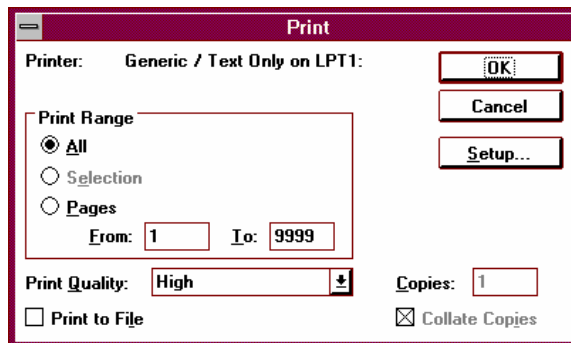 Print
Printer: Generic / Text Only on LPT1:
OK
Cancel
Setup...
Print Range
All
Selection
Pages
From: 1 To: 9999
Print Quality: High
Copies: 1
Print to File
Collate Copies